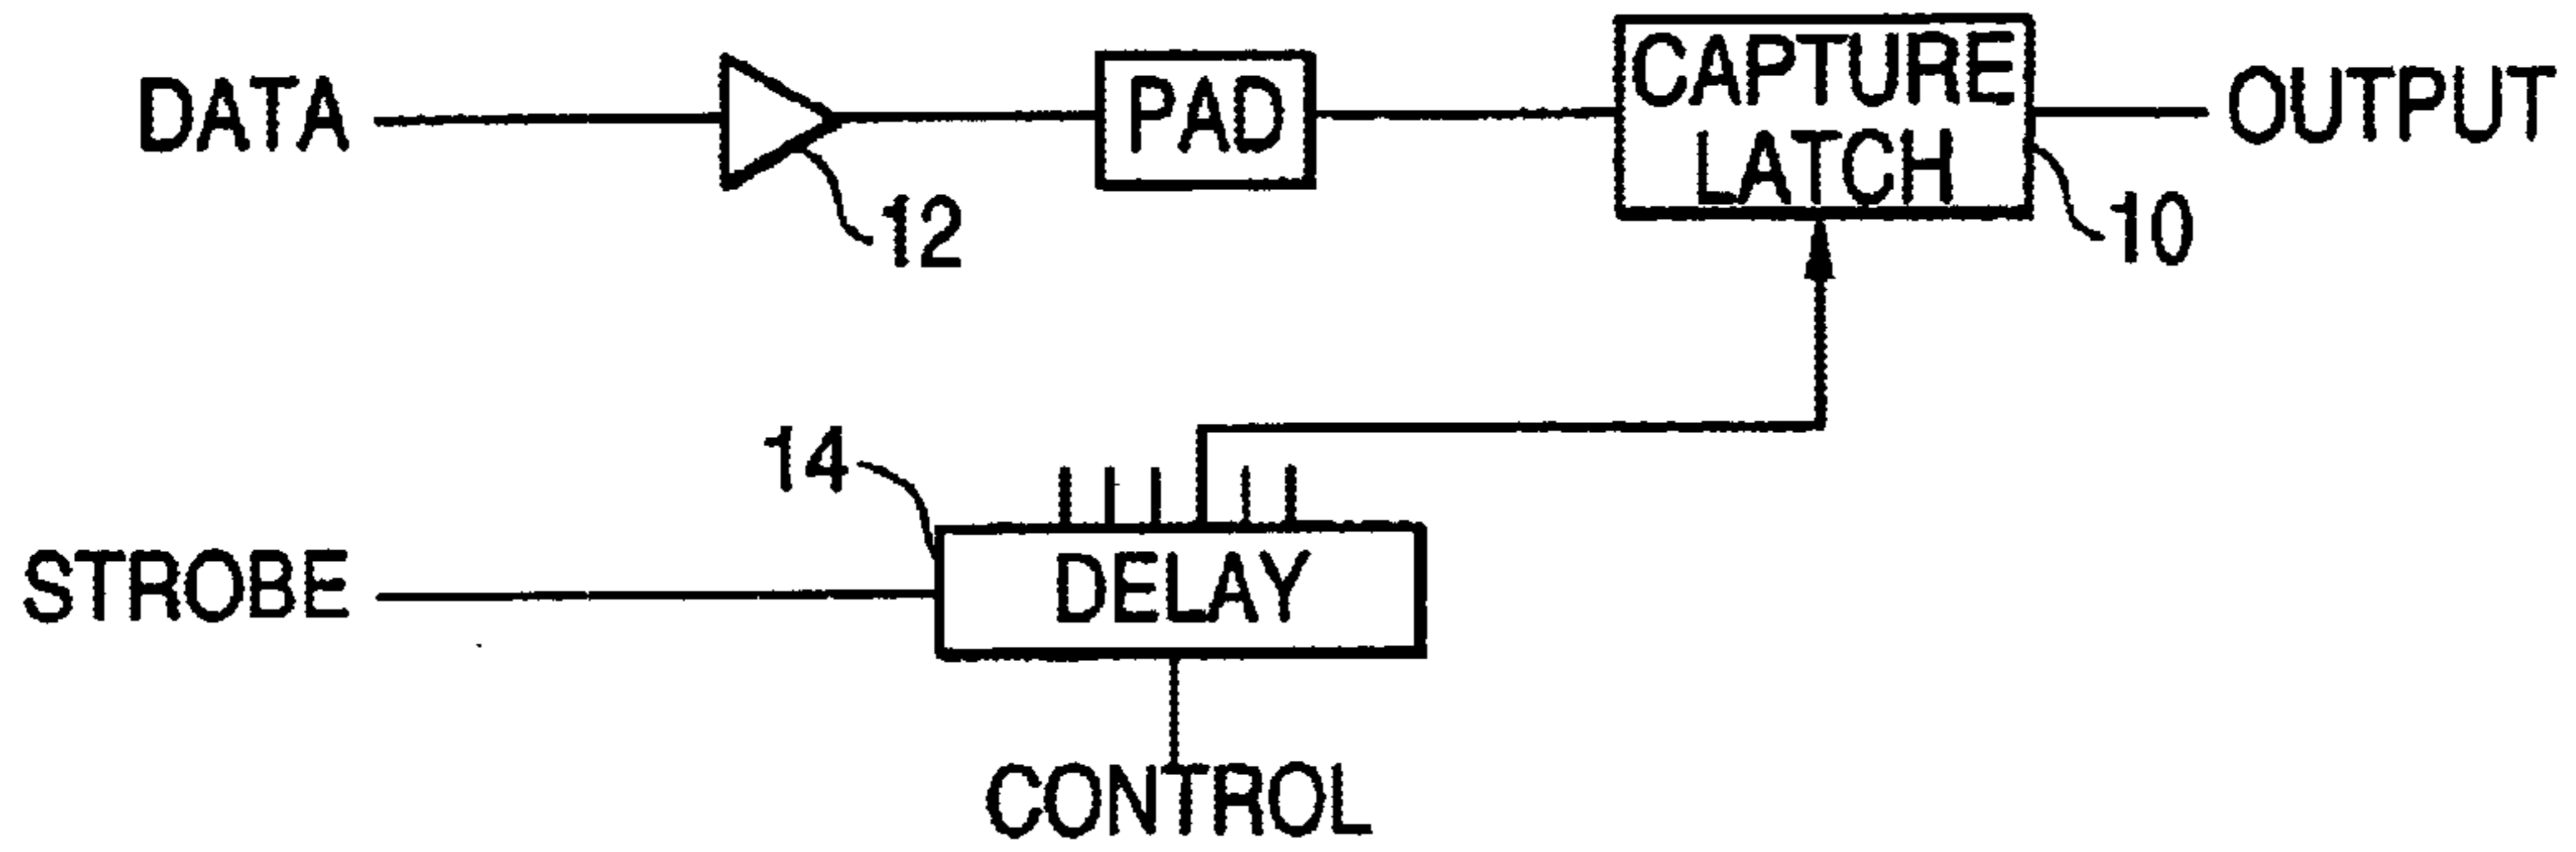 DATA
PAD
CAPTURE
LATCH
OUTPUT
12
10
14
STROBE
DELAY
CONTROL